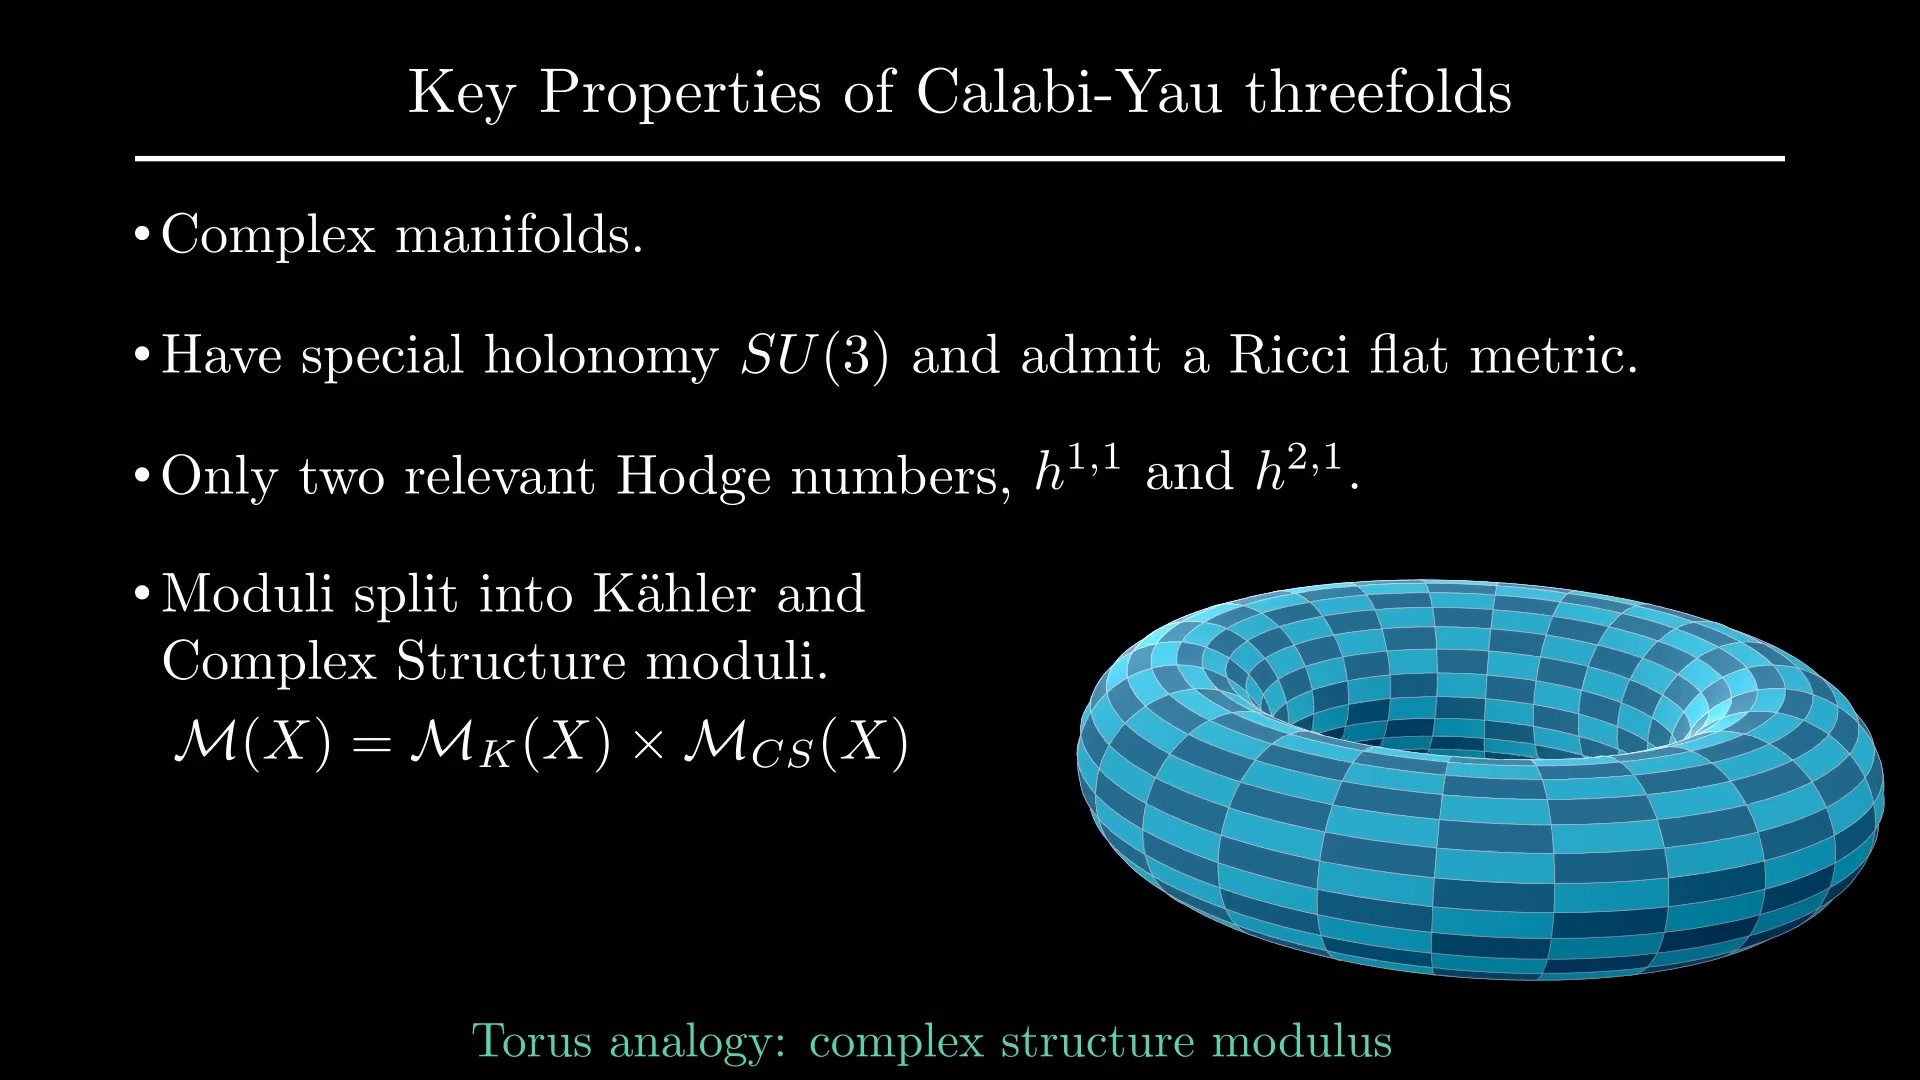 Key Properties of Calabi-Yau threefolds
• Complex manifolds.
• Have special holonomy $SU(3)$ and admit a Ricci flat metric.
• Only two relevant Hodge numbers, $h^{1,1}$ and $h^{2,1}$.
• Moduli split into Kähler and
Complex Structure moduli.
$\mathcal{M}(X) = \mathcal{M}_K(X) \times \mathcal{M}_{CS}(X)$
Torus analogy: complex structure modulus